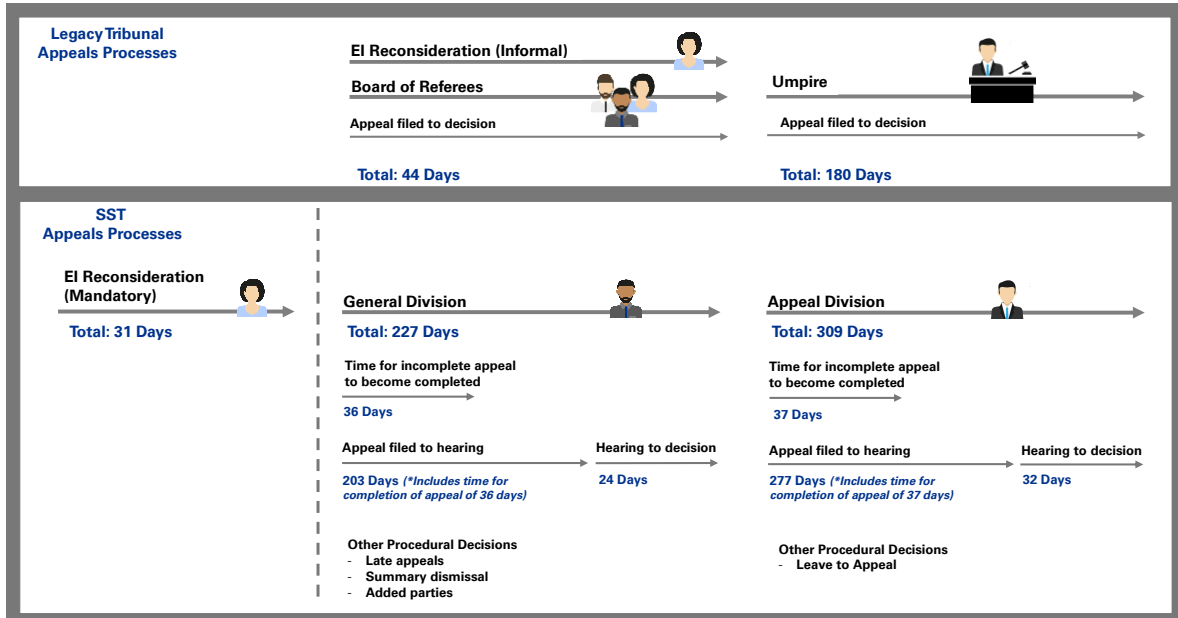 Legacy Tribunal
Appeals Processes
EI Reconsideration (Informal)
Board of Referees
Appeal filed to decision
Total: 44 Days
Umpire
Appeal filed to decision
Total: 180 Days
SST
Appeals Processes
EI Reconsideration
(Mandatory)
Total: 31 Days
General Division
Total: 227 Days
Time for incomplete appeal
to become completed
36 Days
Appeal filed to hearing
203 Days (*Includes time for
completion of appeal of 36 days)
Hearing to decision
24 Days
Other Procedural Decisions
- Late appeals
- Summary dismissal
- Added parties
Appeal Division
Total: 309 Days
Time for incomplete appeal
to become completed
37 Days
Appeal filed to hearing
277 Days (*Includes time for
completion of appeal of 37 days)
Hearing to decision
32 Days
Other Procedural Decisions
- Leave to Appeal